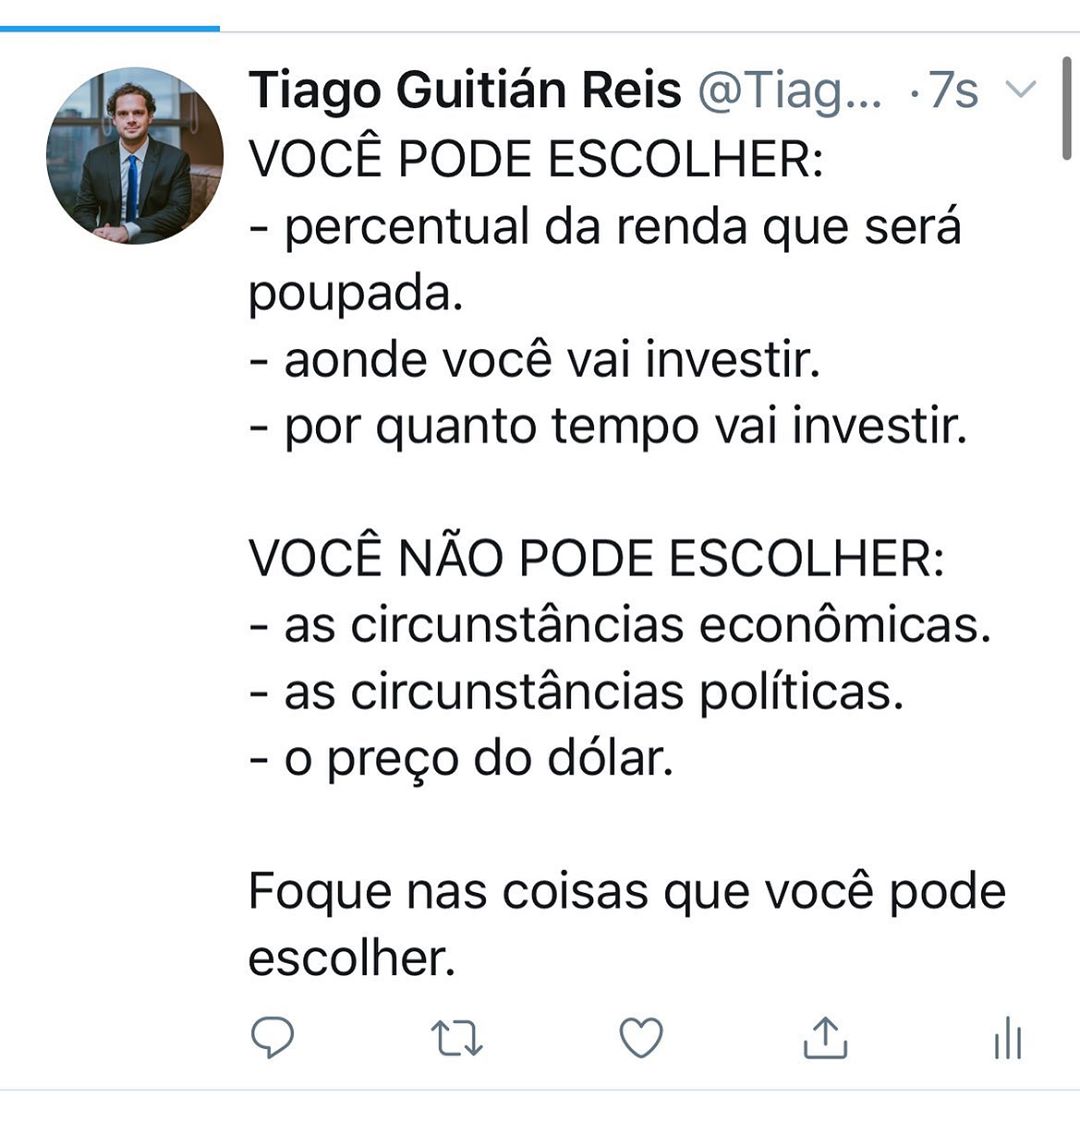 Tiago Guitián Reis @Tiag... · 7s
VOCÊ PODE ESCOLHER:
- percentual da renda que será
poupada.
- aonde você vai investir.
- por quanto tempo vai investir.
VOCÊ NÃO PODE ESCOLHER:
- as circunstâncias econômicas.
- as circunstâncias políticas.
- o preço do dólar.
Foque nas coisas que você pode
escolher.